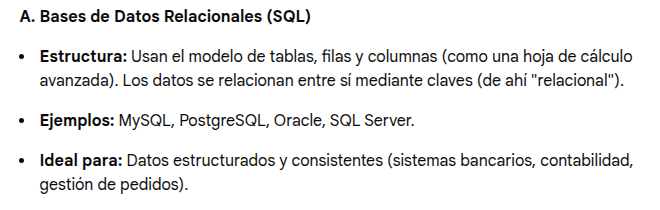 A. Bases de Datos Relacionales (SQL)
• Estructura: Usan el modelo de tablas, filas y columnas (como una hoja de cálculo
avanzada). Los datos se relacionan entre sí mediante claves (de ahí "relacional").
• Ejemplos: MySQL, PostgreSQL, Oracle, SQL Server.
• Ideal para: Datos estructurados y consistentes (sistemas bancarios, contabilidad,
gestión de pedidos).